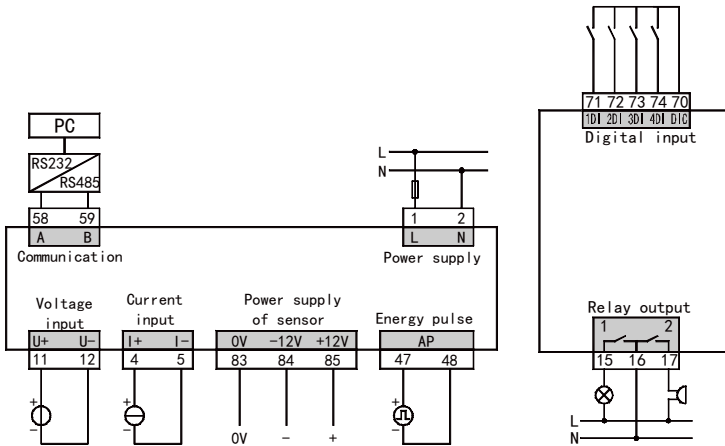 PC
RS232
RS485
58 59
A B
Communication
L
N
1 2
L N
Power supply
Voltage input
U+ U-
11 12
+
-
Current input
I+ I-
4 5
+
-
Power supply of sensor
0V -12V +12V
83 84 85
0V - +
Energy pulse
AP
47 48
+
-
71 72 73 74 70
1DI 2DI 3DI 4DI DIC
Digital input
Relay output
1 2
15 16 17
L
N